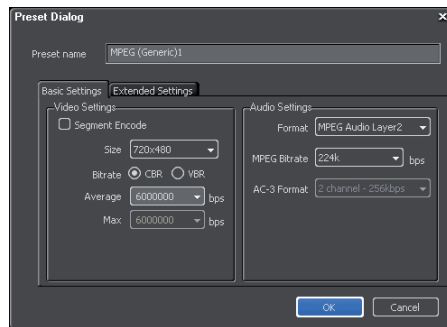 Preset Dialog
Preset name MPEG (Generic)1
Basic Settings Extended Settings
Video Settings
Segment Encode
Size 720x480
Bitrate CBR VBR
Average 6000000 bps
Max 6000000 bps
Audio Settings
Format MPEG Audio Layer2
MPEG Bitrate 224k bps
AC-3 Format 2 channel - 256kbps
OK Cancel